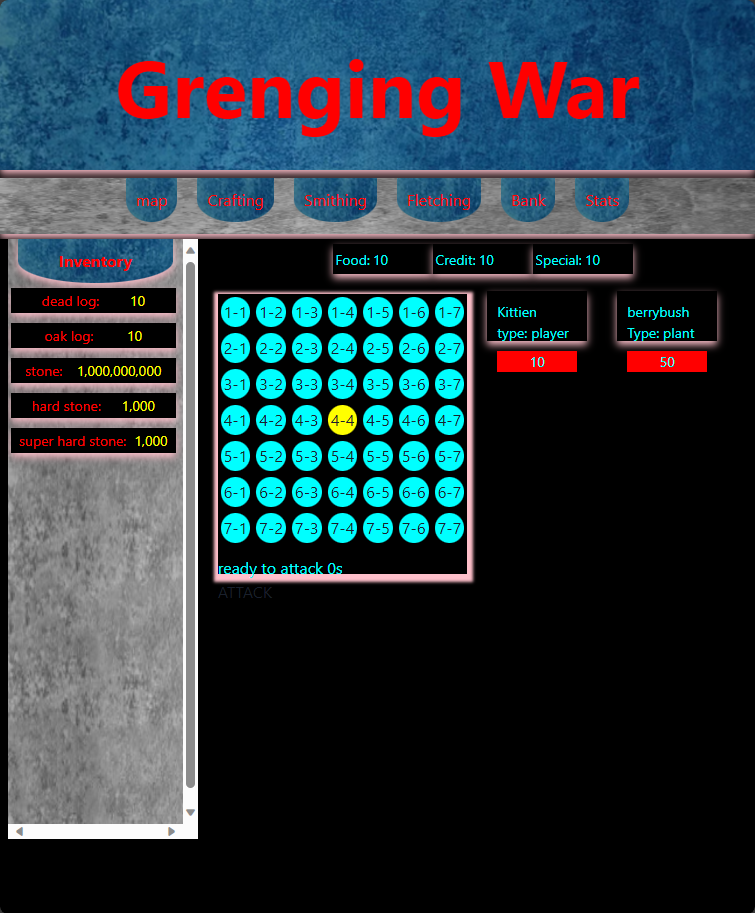 Grenging War
map Crafting Smithing Fletching Bank Stats
Inventory
dead log: 10
oak log: 10
stone: 1,000,000,000
hard stone: 1,000
super hard stone: 1,000
Food: 10 Credit: 10 Special: 10
1-1 1-2 1-3 1-4 1-5 1-6 1-7
2-1 2-2 2-3 2-4 2-5 2-6 2-7
3-1 3-2 3-3 3-4 3-5 3-6 3-7
4-1 4-2 4-3 4-4 4-5 4-6 4-7
5-1 5-2 5-3 5-4 5-5 5-6 5-7
6-1 6-2 6-3 6-4 6-5 6-6 6-7
7-1 7-2 7-3 7-4 7-5 7-6 7-7
ready to attack 0s
ATTACK
Kittien
type: player
10
berrybush
Type: plant
50